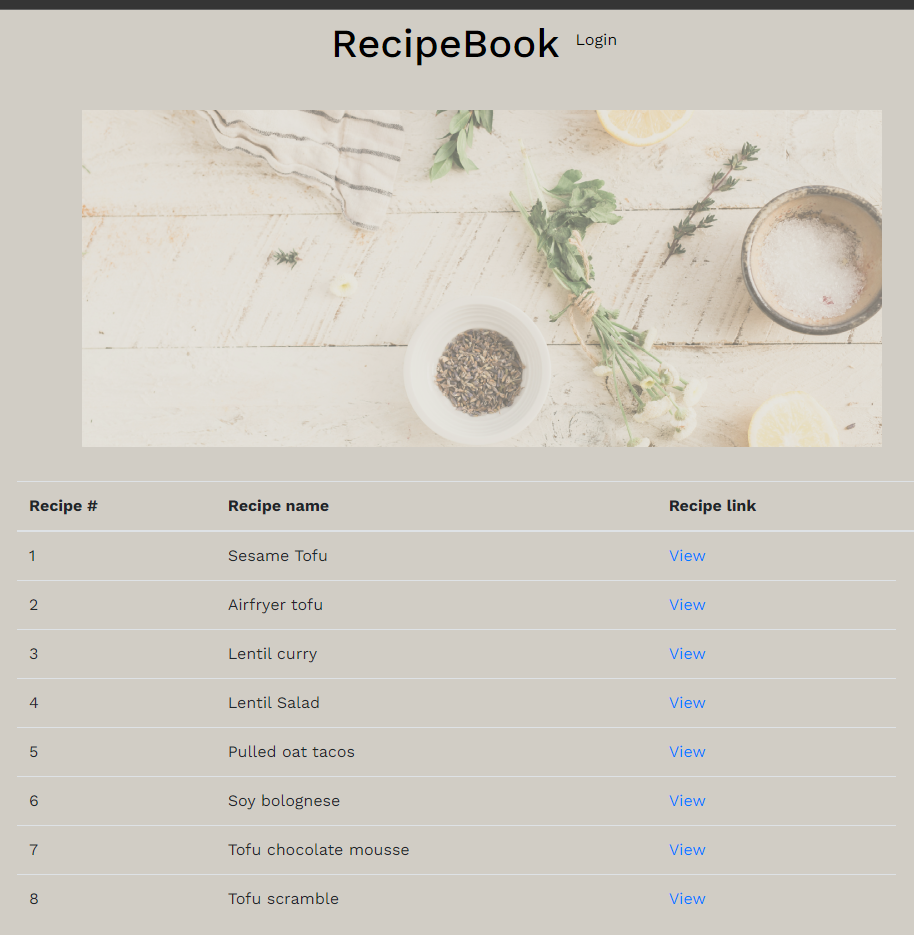 RecipeBook Login
Recipe # Recipe name Recipe link
1 Sesame Tofu View
2 Airfryer tofu View
3 Lentil curry View
4 Lentil Salad View
5 Pulled oat tacos View
6 Soy bolognese View
7 Tofu chocolate mousse View
8 Tofu scramble View